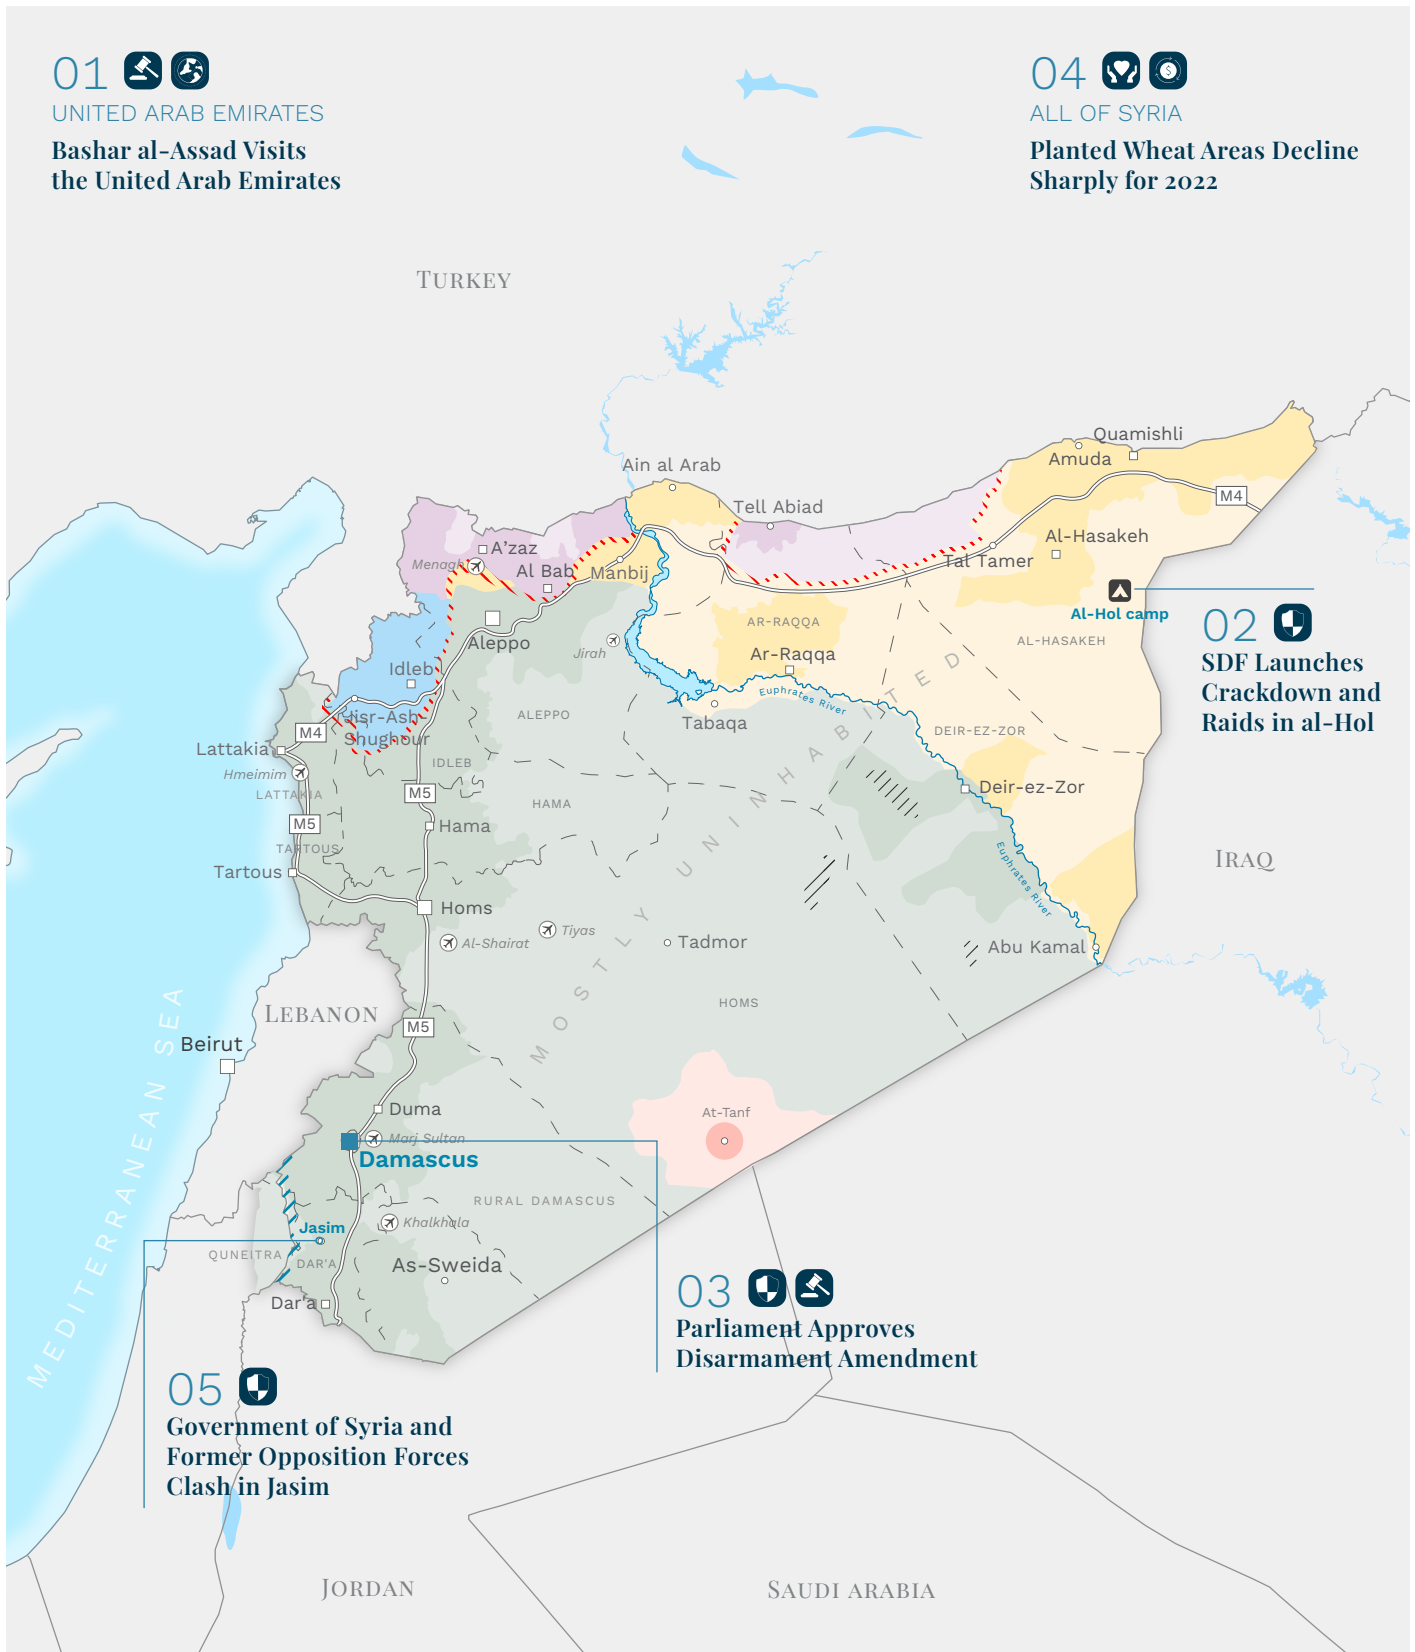 01
UNITED ARAB EMIRATES
Bashar al-Assad Visits
the United Arab Emirates
04
ALL OF SYRIA
Planted Wheat Areas Decline
Sharply for 2022
TURKEY
Quamishli
Amuda
Ain al Arab
M4
Tell Abiad
Al-Hasakeh
A'zaz
Menagh
Al Bab
Manbij
Tal Tamer
Al-Hol camp
02
SDF Launches
Crackdown and
Raids in al-Hol
AR-RAQQA
AL-HASAKEH
Aleppo
Jirah
Ar-Raqqa
Idleb
Euphrates River
ALEPPO
Jisr-Ash-
Shughour
Tabaqa
M4
DEIR-EZ-ZOR
Lattakia
IDLEB
Hmeimim
LATTAKIA
M5
HAMA
Deir-ez-Zor
M5
Hama
TARTOUS
Tartous
Euphrates River
IRAQ
Homs
Al-Shairat
Tiyas
Tadmor
Abu Kamal
MOSTLY UNINHABITED
HOMS
LEBANON
M5
Beirut
MEDITERRANEAN SEA
Duma
At-Tanf
Marj Sultan
Damascus
RURAL DAMASCUS
Jasim
Khalkhala
QUNEITRA
DAR'A
As-Sweida
Dar'a
03
Parliament Approves
Disarmament Amendment
05
Government of Syria and
Former Opposition Forces
Clash in Jasim
JORDAN
SAUDI ARABIA